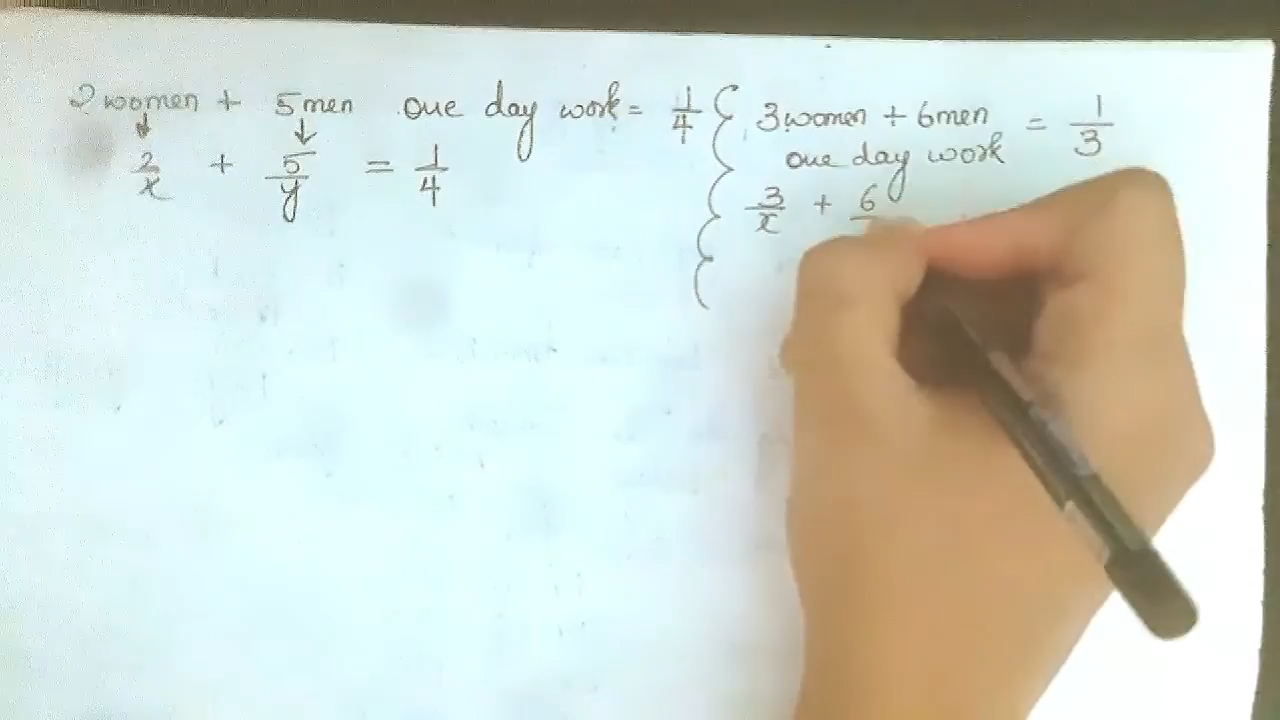 2 women + 5 men one day work = 1/4
2/x + 5/y = 1/4
3 women + 6 men = 1/3
one day work
3/x + 6